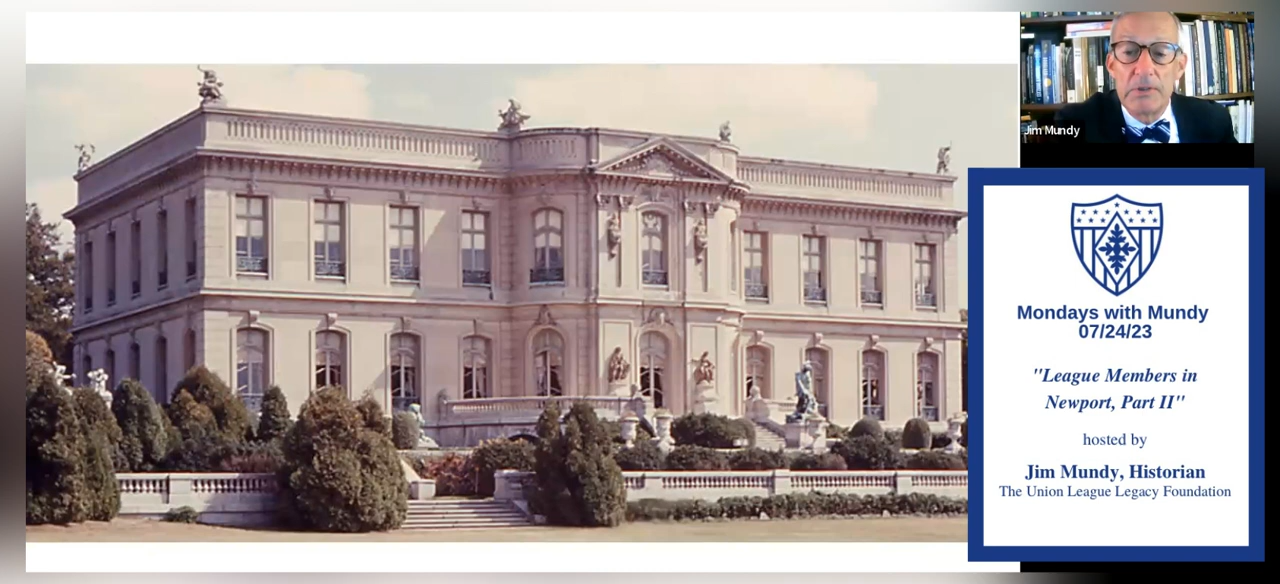 Jim Mundy
Mondays with Mundy
07/24/23
"League Members in
Newport, Part II"
hosted by
Jim Mundy, Historian
The Union League Legacy Foundation